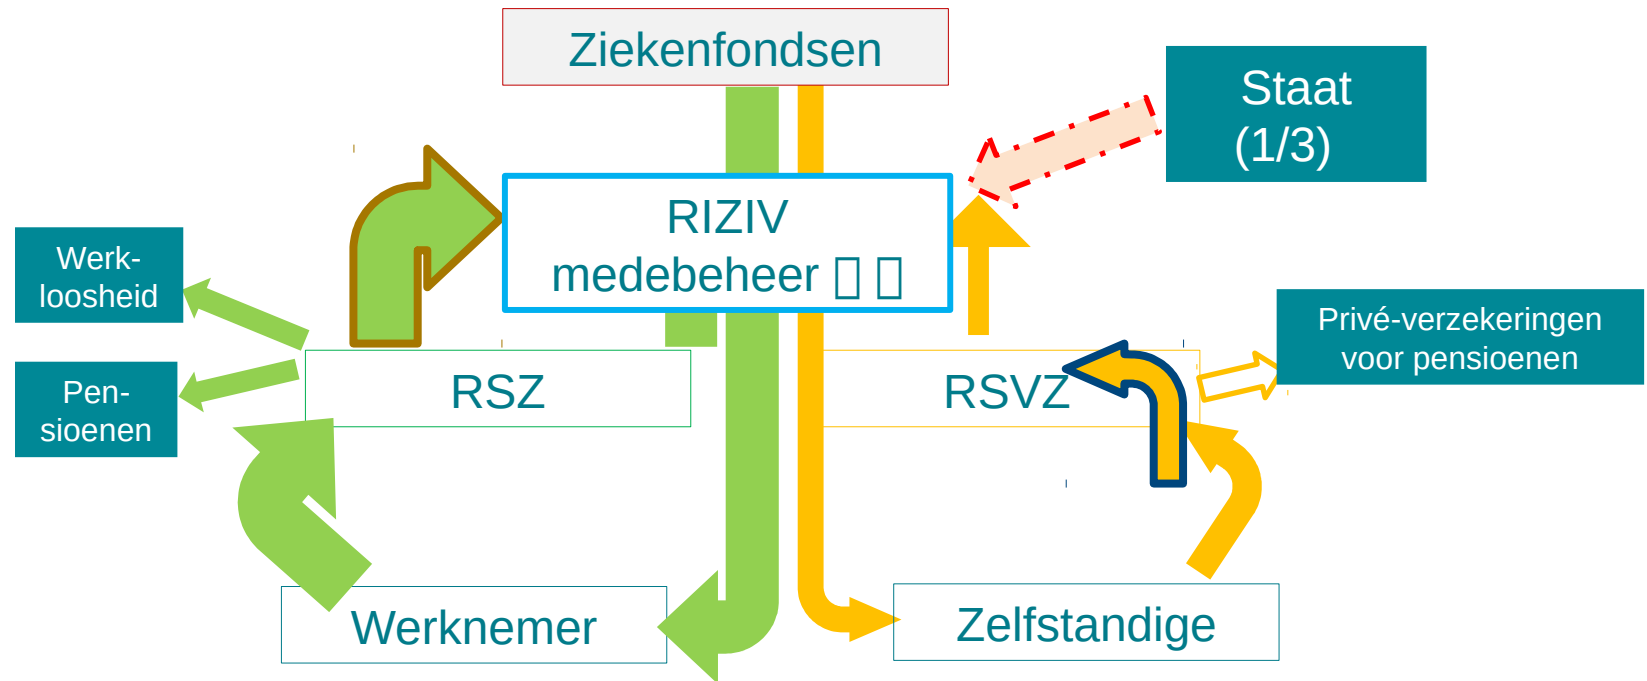 Ziekenfondsen
Staat
(1/3)
RIZIV
medebeheer
Werk-
loosheid
Pen-
sioenen
RSZ
RSVZ
Privé-verzekeringen
voor pensioenen
Werknemer
Zelfstandige